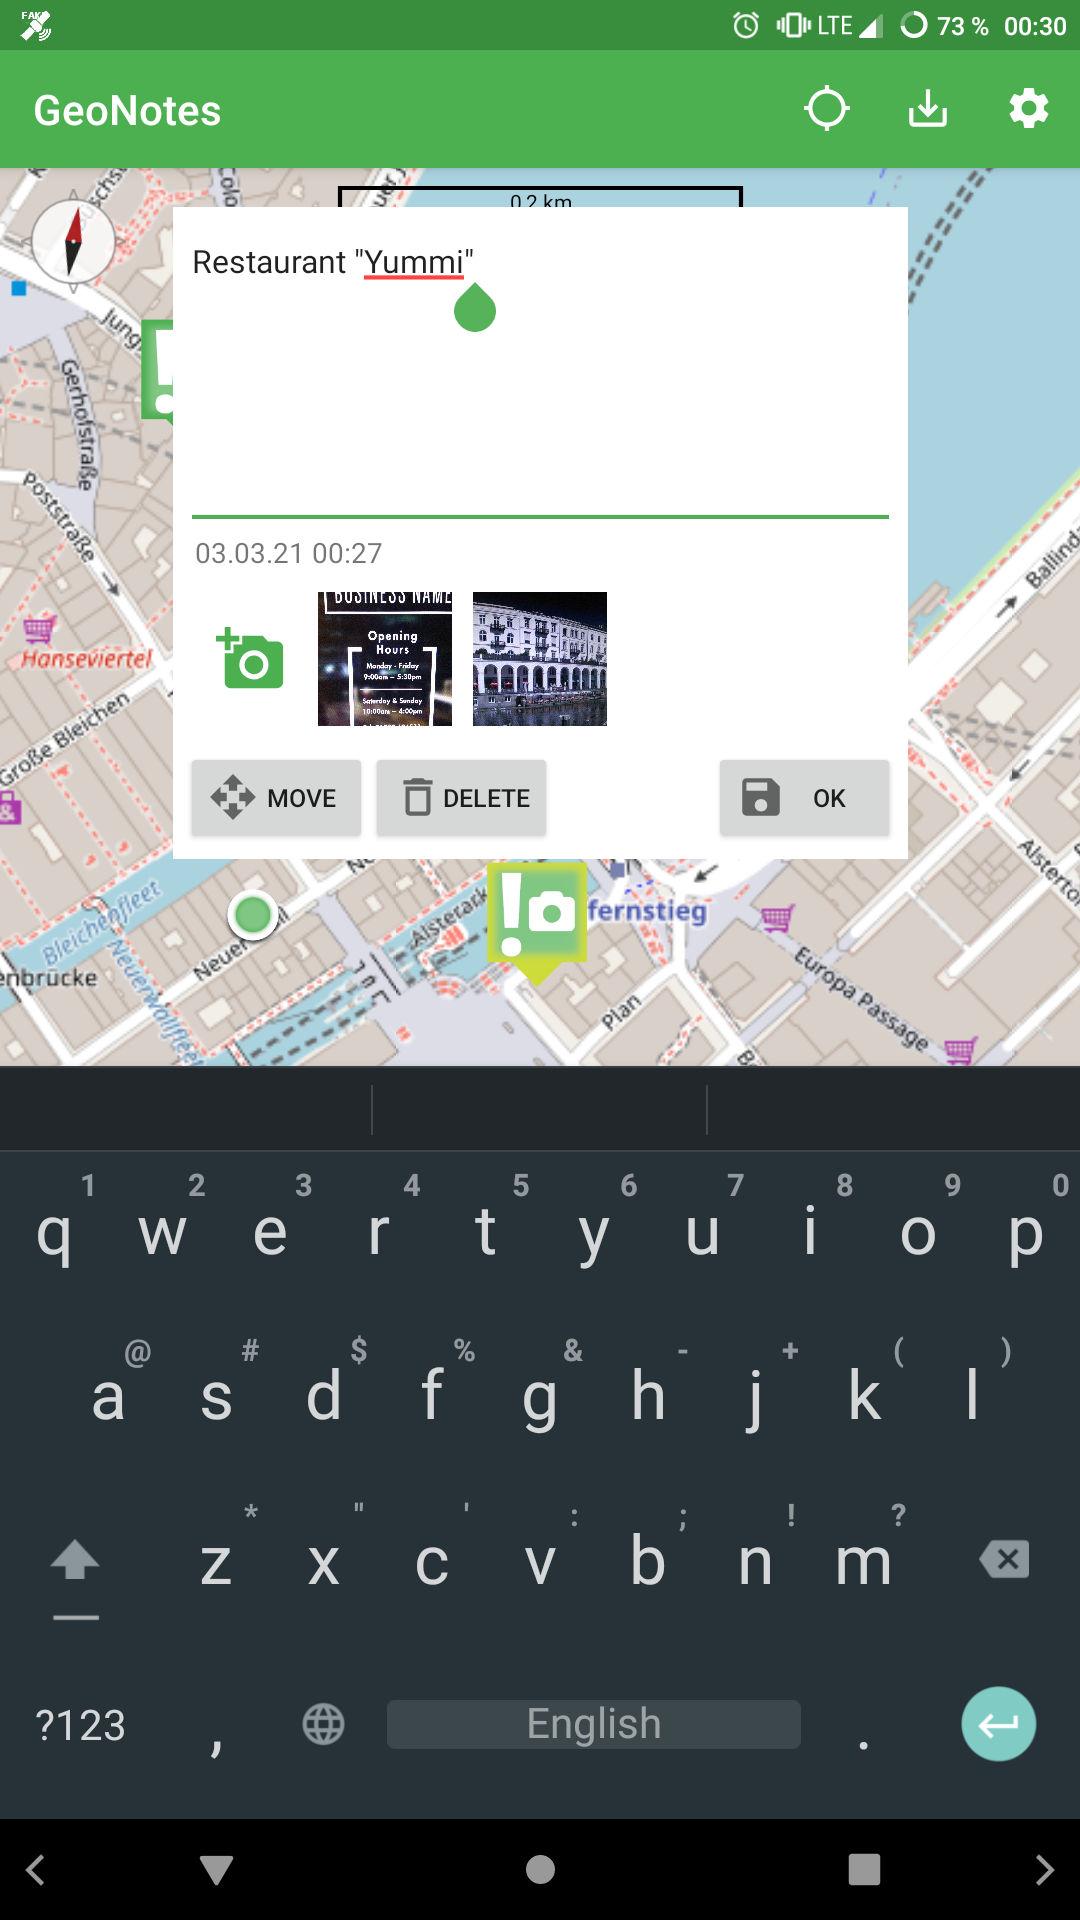 FAKE
LTE 73 % 00:30
GeoNotes
0.2 km
Restaurant "Yummi"
03.03.21 00:27
BUSINESS NAME
Opening
Hours
Monday - Friday
9:00am – 5:30pm
Saturday & Sunday
10:00am – 4:00pm
MOVE
DELETE
OK
Gerhofstraße
Poststraße
Hanseviertel
Große Bleichen
Ballind
Alsterto
Bleichenfleet
Neuer
Neuerwallfleet
enbrücke
Alsterark
fernstieg
Plan
Europa Passage
1 2 3 4 5 6 7 8 9 0
q w e r t y u i o p
@ # $ % & - + ( )
a s d f g h j k l
* " ' : ; ! ?
z x c v b n m
?123 , English .